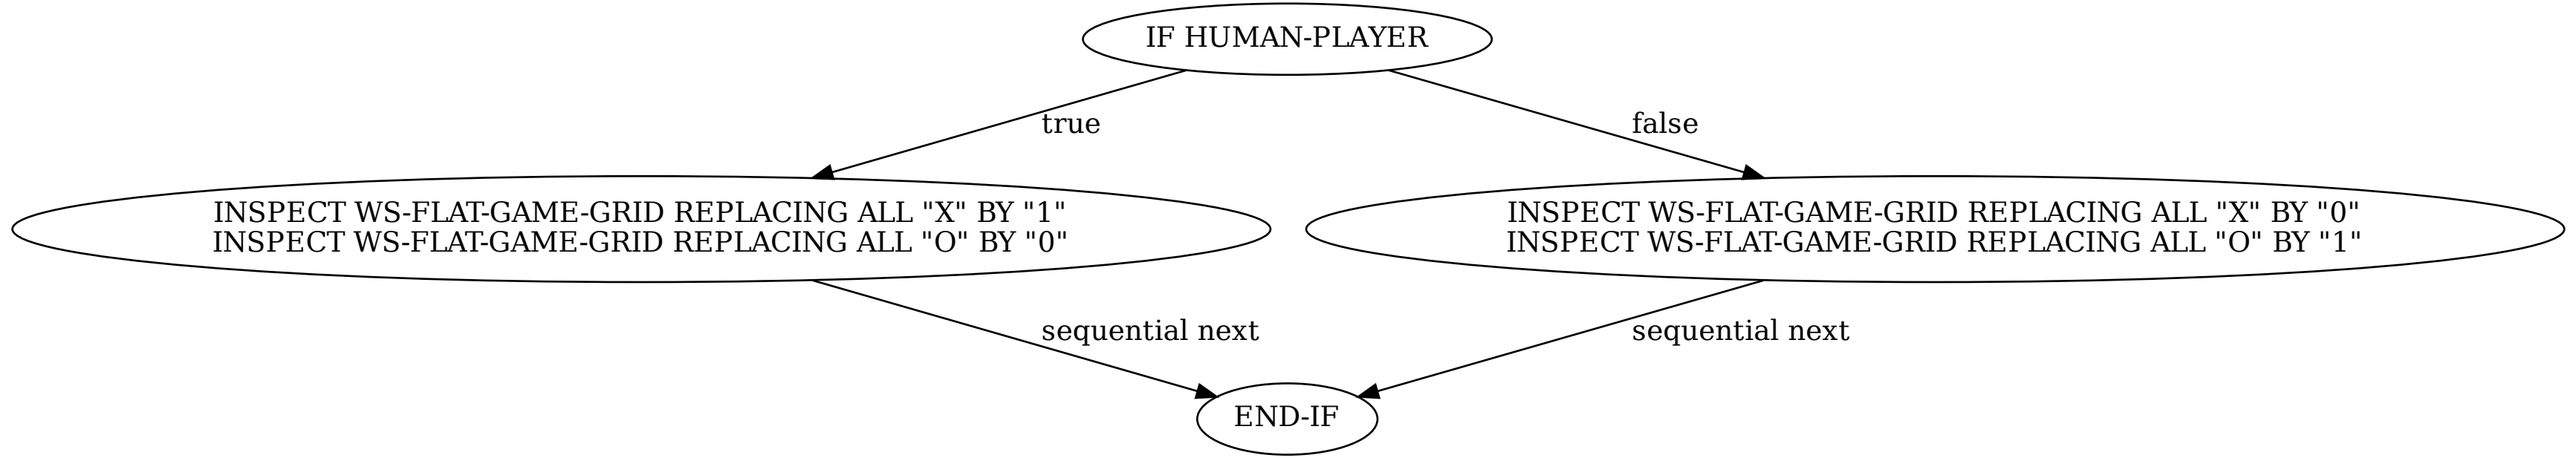 IF HUMAN-PLAYER
true
false
INSPECT WS-FLAT-GAME-GRID REPLACING ALL "X" BY "1"
INSPECT WS-FLAT-GAME-GRID REPLACING ALL "O" BY "0"
INSPECT WS-FLAT-GAME-GRID REPLACING ALL "X" BY "0"
INSPECT WS-FLAT-GAME-GRID REPLACING ALL "O" BY "1"
sequential next
sequential next
END-IF